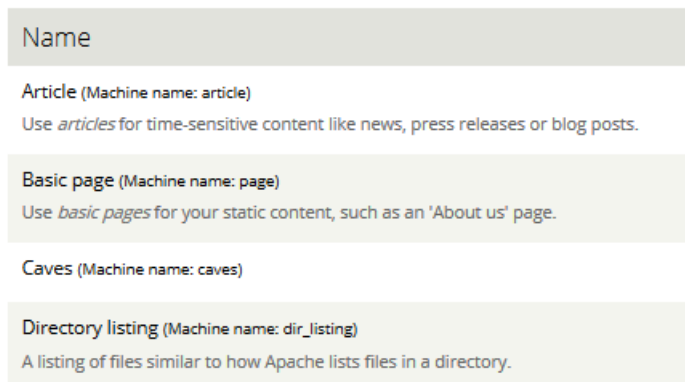 Name
Article (Machine name: article)
Use articles for time-sensitive content like news, press releases or blog posts.
Basic page (Machine name: page)
Use basic pages for your static content, such as an 'About us' page.
Caves (Machine name: caves)
Directory listing (Machine name: dir_listing)
A listing of files similar to how Apache lists files in a directory.